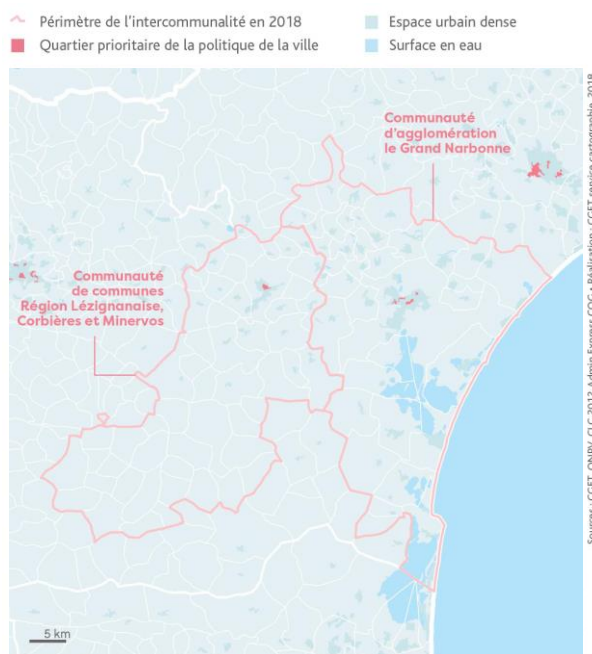 Périmètre de l'intercommunalité en 2018
Quartier prioritaire de la politique de la ville
Espace urbain dense
Surface en eau
Communauté
d'agglomération
le Grand Narbonne
Communauté
de communes
Région Lézignanaise,
Corbières et Minervos
5 km
Sources : CGET, ONPV, CLC 2012, Admin Express COG • Réalisation : CGET, service cartographie, 2018